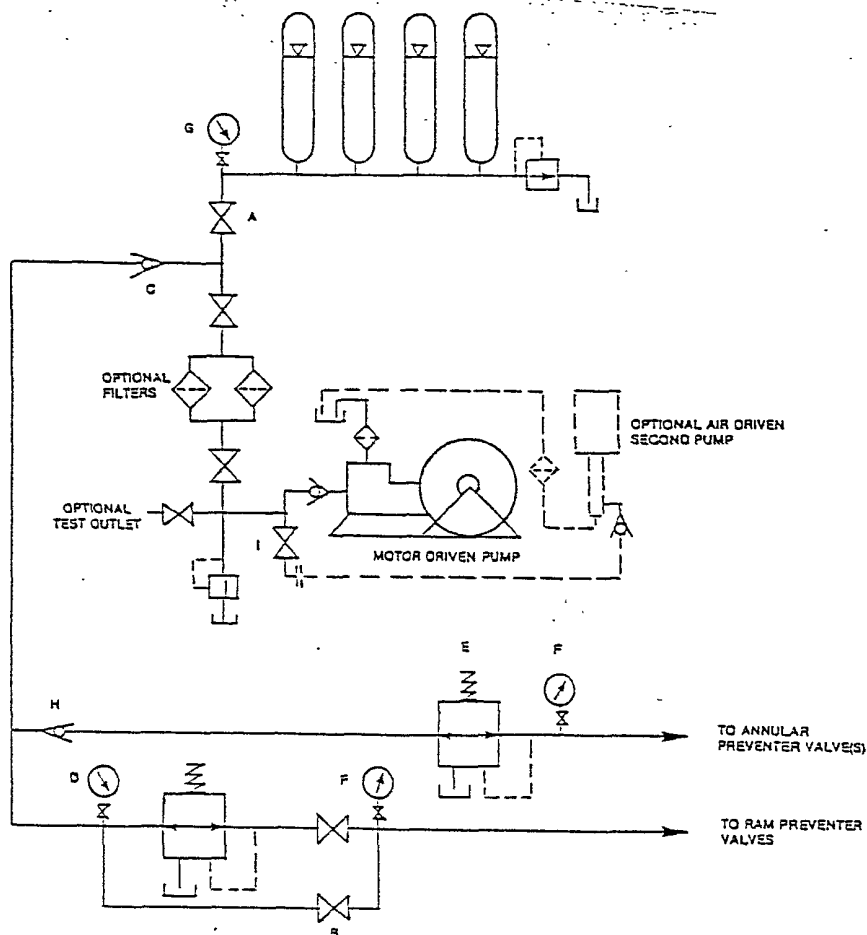 G
A
C
OPTIONAL
FILTERS
OPTIONAL AIR DRIVEN
SECOND PUMP
OPTIONAL
TEST OUTLET
I
MOTOR DRIVEN PUMP
E
F
H
TO ANNULAR
PREVENTER VALVE(S)
D
F
TO RAM PREVENTER
VALVES
B